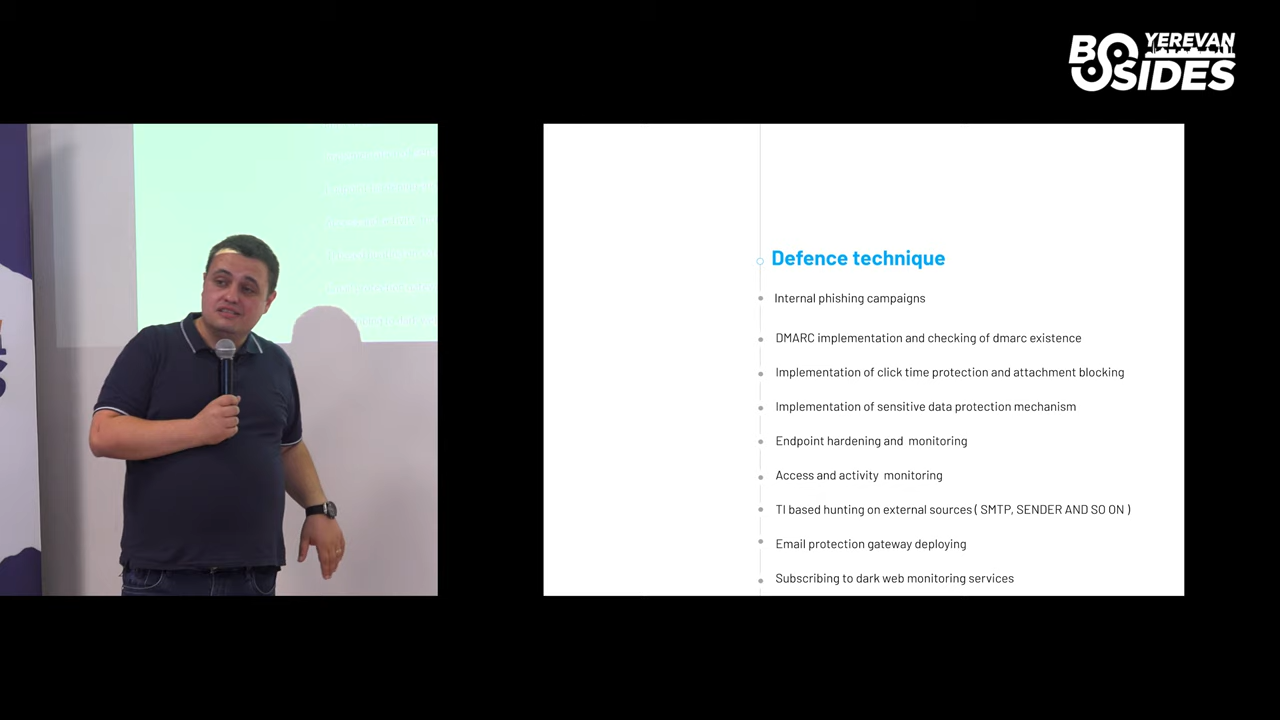 YEREVAN
BSIDES
Defence technique
Internal phishing campaigns
DMARC implementation and checking of dmarc existence
Implementation of click time protection and attachment blocking
Implementation of sensitive data protection mechanism
Endpoint hardening and monitoring
Access and activity monitoring
TI based hunting on external sources ( SMTP, SENDER AND SO ON )
Email protection gateway deploying
Subscribing to dark web monitoring services